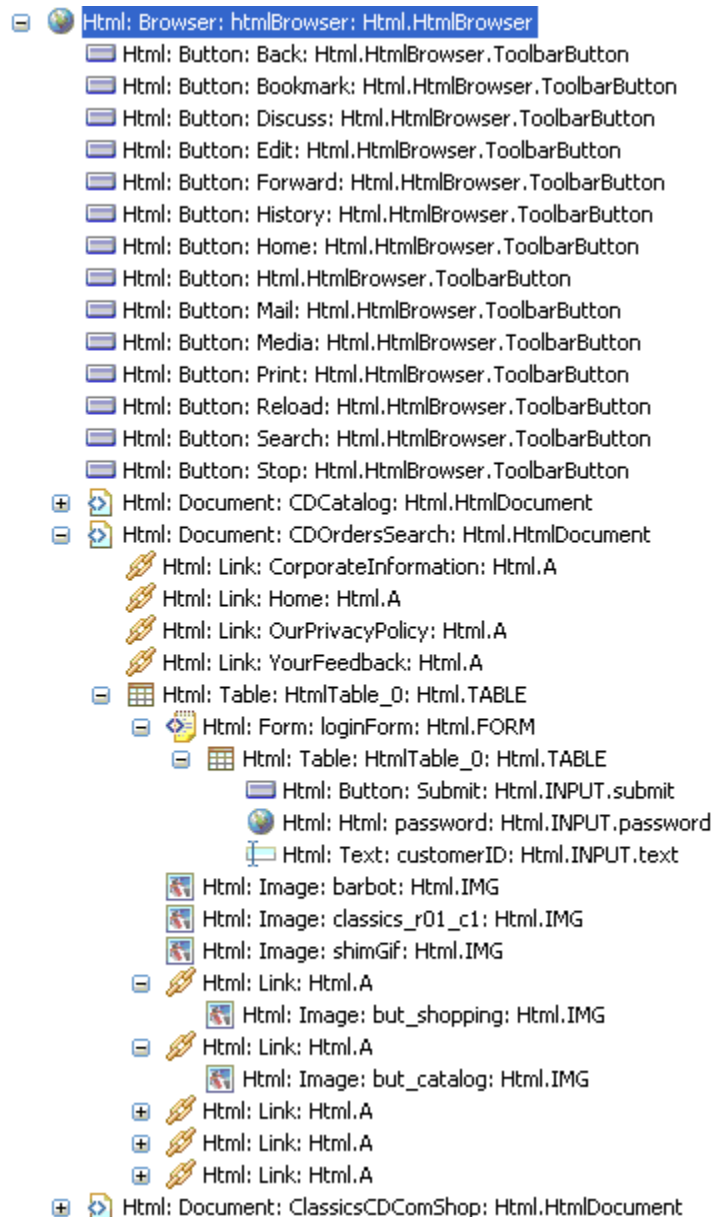 Html: Browser: htmlBrowser: Html.HtmlBrowser
Html: Button: Back: Html.HtmlBrowser.ToolbarButton
Html: Button: Bookmark: Html.HtmlBrowser.ToolbarButton
Html: Button: Discuss: Html.HtmlBrowser.ToolbarButton
Html: Button: Edit: Html.HtmlBrowser.ToolbarButton
Html: Button: Forward: Html.HtmlBrowser.ToolbarButton
Html: Button: History: Html.HtmlBrowser.ToolbarButton
Html: Button: Home: Html.HtmlBrowser.ToolbarButton
Html: Button: Html.HtmlBrowser.ToolbarButton
Html: Button: Mail: Html.HtmlBrowser.ToolbarButton
Html: Button: Media: Html.HtmlBrowser.ToolbarButton
Html: Button: Print: Html.HtmlBrowser.ToolbarButton
Html: Button: Reload: Html.HtmlBrowser.ToolbarButton
Html: Button: Search: Html.HtmlBrowser.ToolbarButton
Html: Button: Stop: Html.HtmlBrowser.ToolbarButton
Html: Document: CDCatalog: Html.HtmlDocument
Html: Document: CDOrdersSearch: Html.HtmlDocument
Html: Link: CorporateInformation: Html.A
Html: Link: Home: Html.A
Html: Link: OurPrivacyPolicy: Html.A
Html: Link: YourFeedback: Html.A
Html: Table: HtmlTable_0: Html.TABLE
Html: Form: loginForm: Html.FORM
Html: Table: HtmlTable_0: Html.TABLE
Html: Button: Submit: Html.INPUT.submit
Html: Html: password: Html.INPUT.password
Html: Text: customerID: Html.INPUT.text
Html: Image: barbot: Html.IMG
Html: Image: classics_r01_c1: Html.IMG
Html: Image: shimGif: Html.IMG
Html: Link: Html.A
Html: Image: but_shopping: Html.IMG
Html: Link: Html.A
Html: Image: but_catalog: Html.IMG
Html: Link: Html.A
Html: Link: Html.A
Html: Link: Html.A
Html: Document: ClassicsCDComShop: Html.HtmlDocument